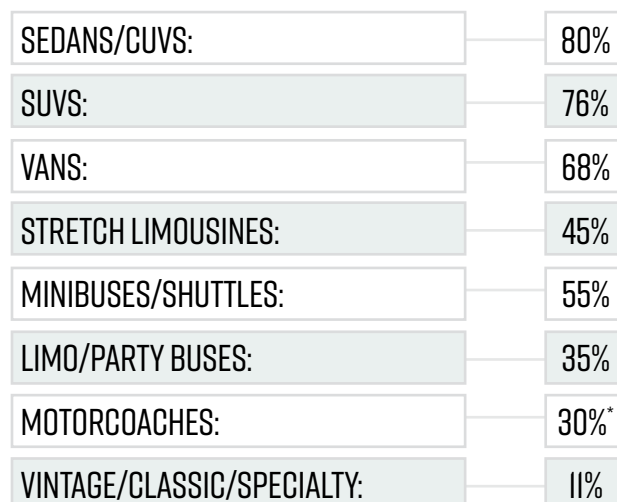 SEDANS/CUVS: 80%
SUVS: 76%
VANS: 68%
STRETCH LIMOUSINES: 45%
MINIBUSES/SHUTTLES: 55%
LIMO/PARTY BUSES: 35%
MOTORCOACHES: 30%*
VINTAGE/CLASSIC/SPECIALTY: 11%